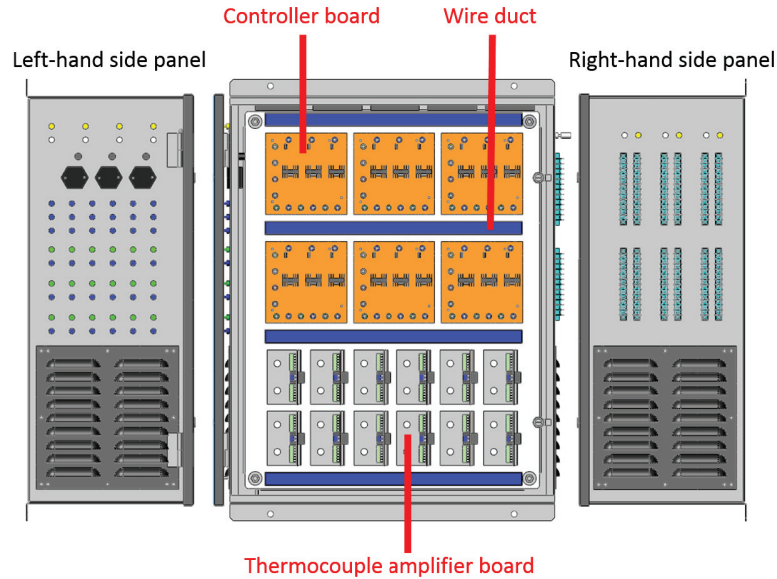 Controller board
Wire duct
Left-hand side panel
Right-hand side panel
Thermocouple amplifier board